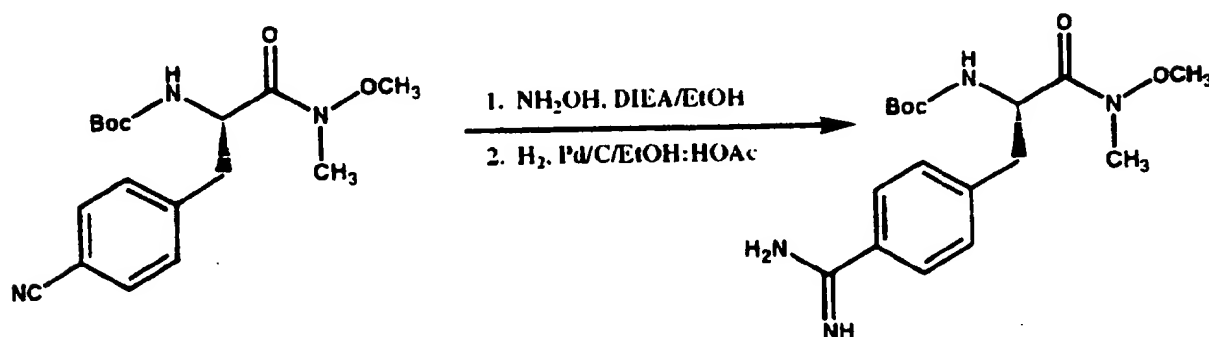 O
H
N
Boc
N
OCH₃
CH₃
NC
1. NH₂OH, DIEA/EtOH
2. H₂, Pd/C/EtOH:HOAc
O
H
N
Boc
N
OCH₃
CH₃
H₂N
NH